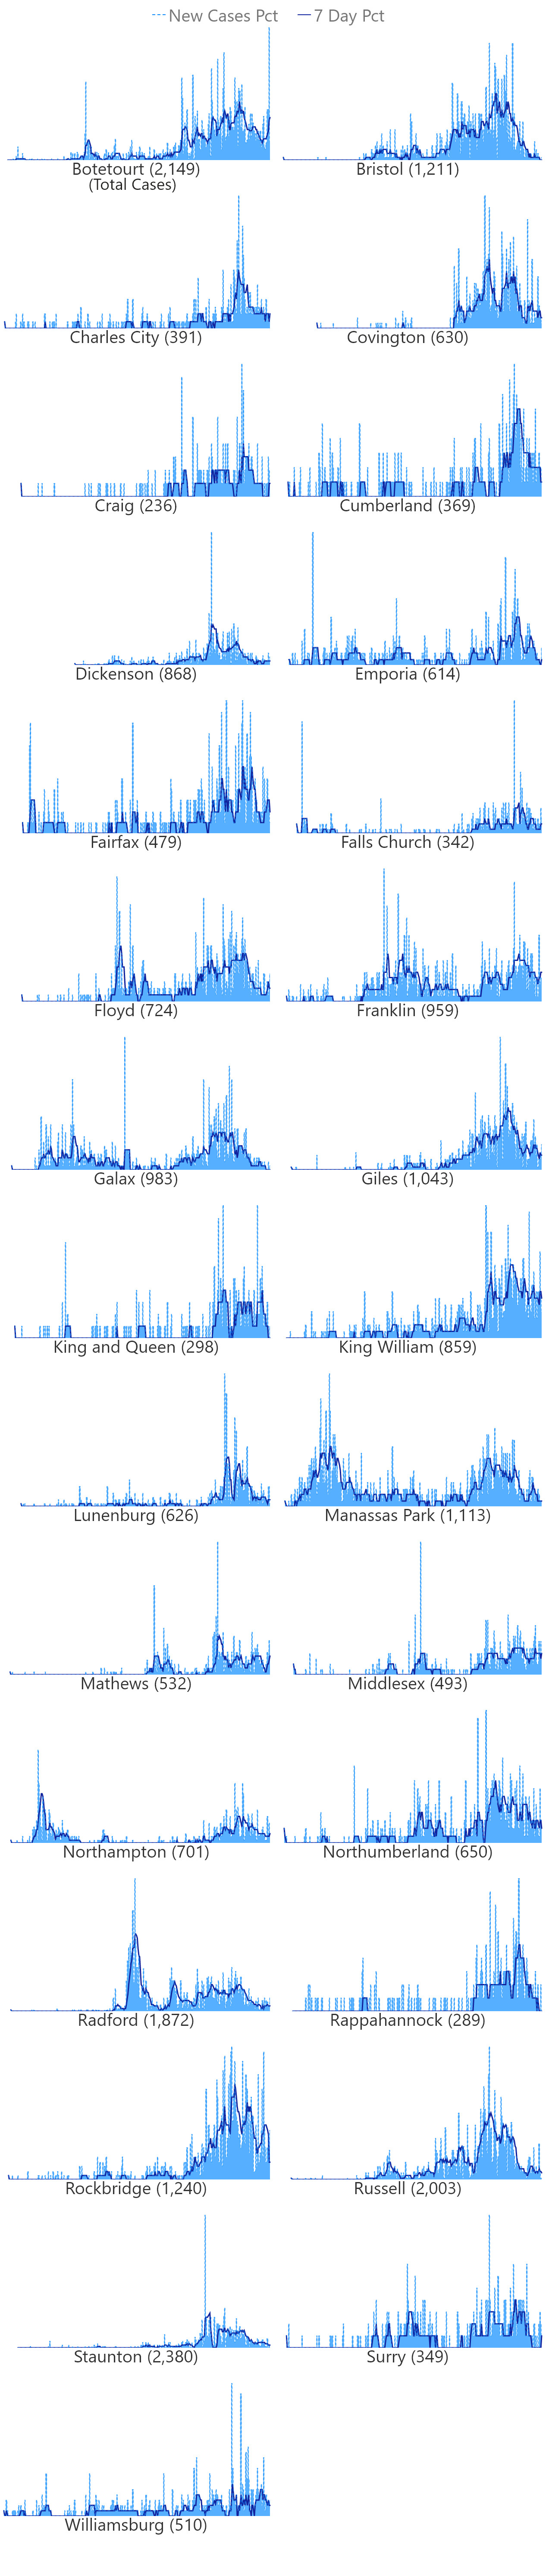 New Cases Pct 7 Day Pct
Botetourt (2,149) Bristol (1,211)
(Total Cases)
Charles City (391) Covington (630)
Craig (236) Cumberland (369)
Dickenson (868) Emporia (614)
Fairfax (479) Falls Church (342)
Floyd (724) Franklin (959)
Galax (983) Giles (1,043)
King and Queen (298) King William (859)
Lunenburg (626) Manassas Park (1,113)
Mathews (532) Middlesex (493)
Northampton (701) Northumberland (650)
Radford (1,872) Rappahannock (289)
Rockbridge (1,240) Russell (2,003)
Staunton (2,380) Surry (349)
Williamsburg (510)